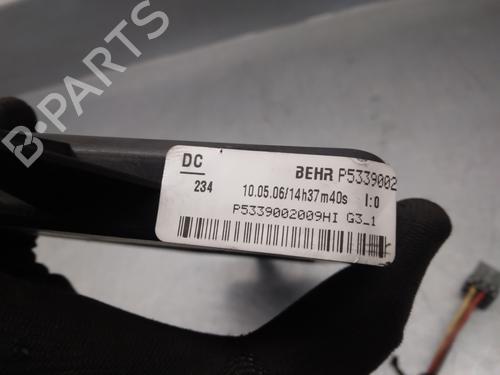 DC BEHR P5339002
234 10.05.06/14h37m40s I:0
P5339002009HI G3_1
B-PARTS